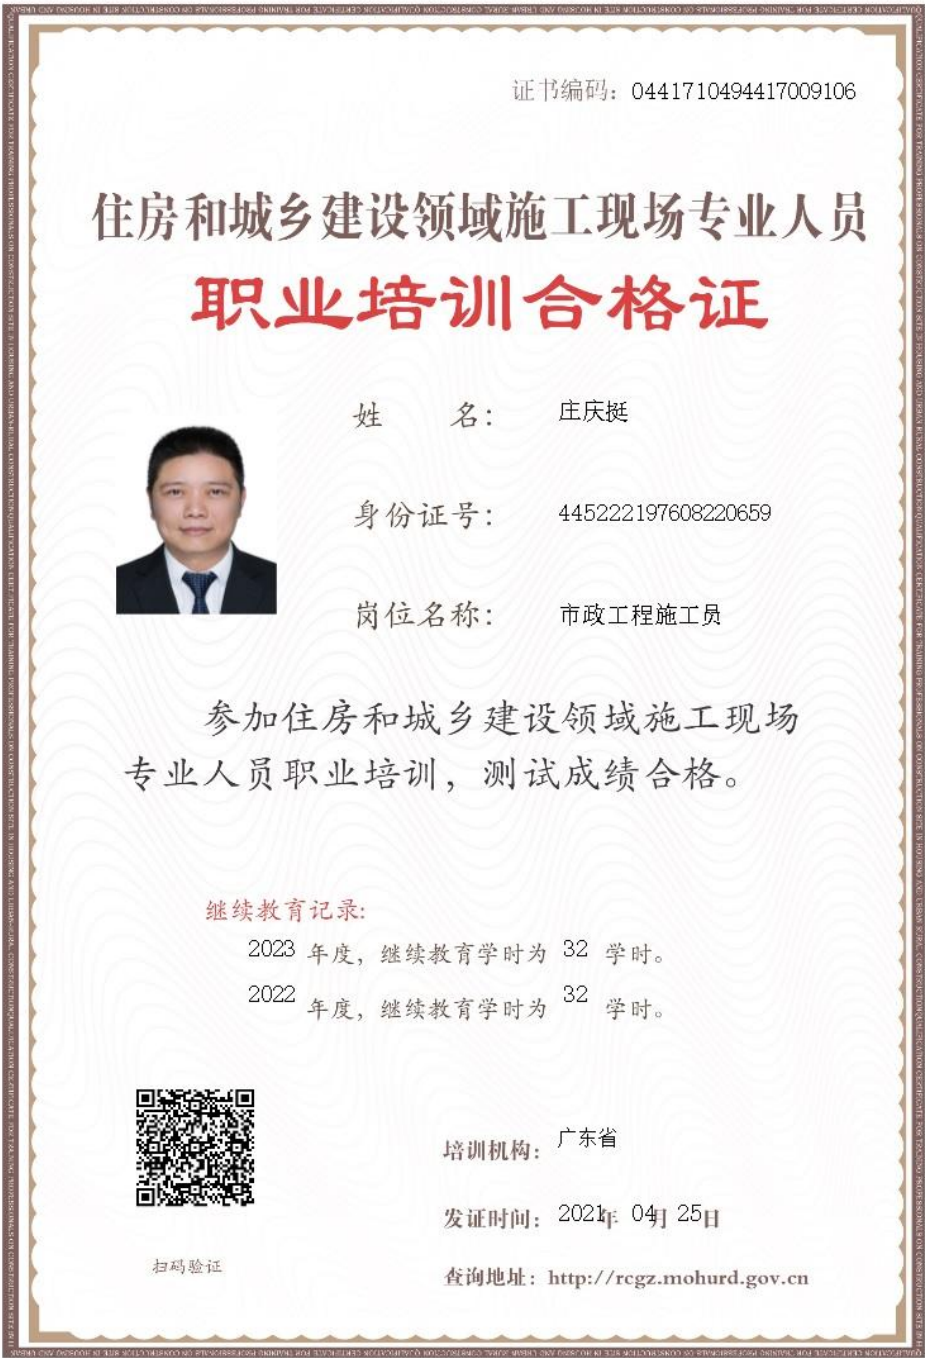 证书编码：0441710494417009106
住房和城乡建设领域施工现场专业人员
职业培训合格证
姓 名： 庄庆挺
身份证号： 445222197608220659
岗位名称： 市政工程施工员
参加住房和城乡建设领域施工现场
专业人员职业培训，测试成绩合格。
继续教育记录:
2023 年度，继续教育学时为 32 学时。
2022 年度，继续教育学时为 32 学时。
培训机构： 广东省
发证时间： 2021年 04月 25日
扫码验证
查询地址：http://rcgz.mohurd.gov.cn